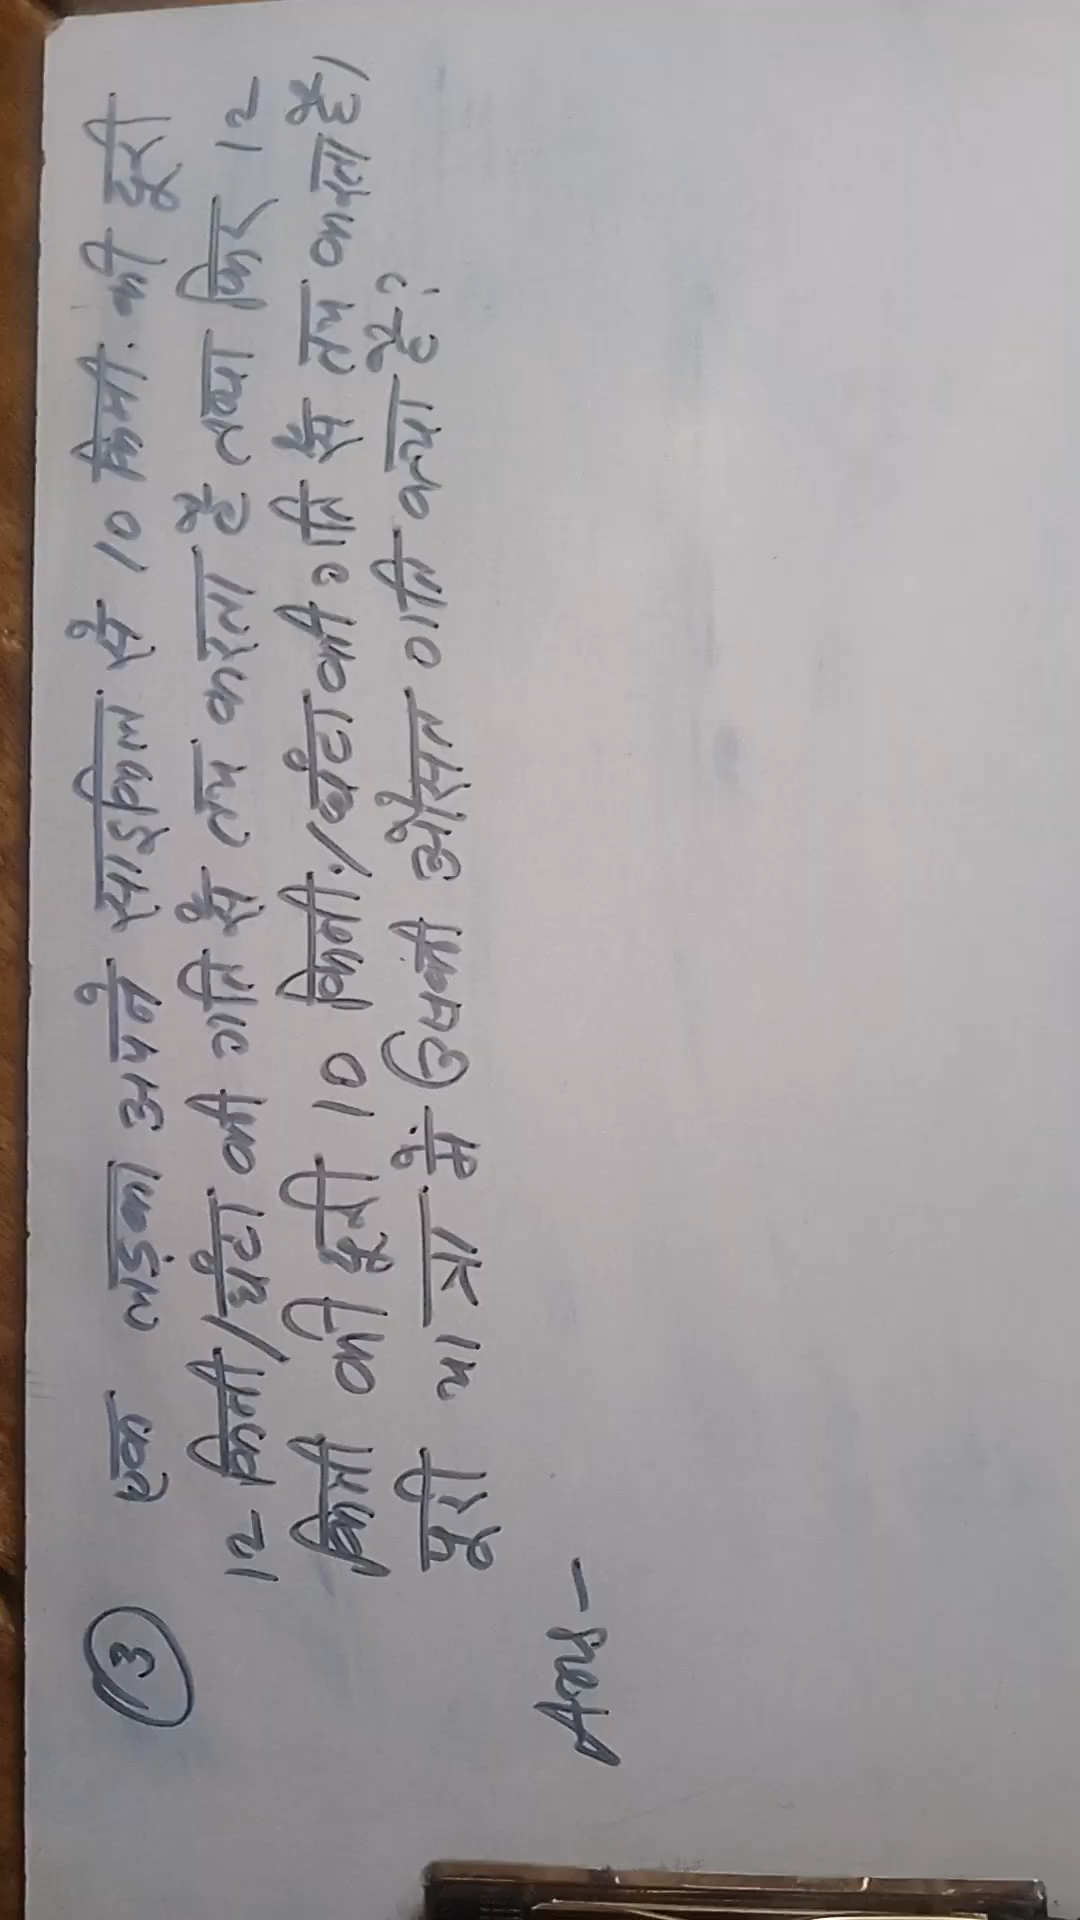 (13) एक लड़का अपने साइकिल से 10 किमी. की दूरी
12 किमी/घंटा की गति से तय करता है तथा फिर 12
किमी की दूरी 10 किमी./घंटा की गति से तय करता है।
पूरी यात्रा में उसकी औसत गति क्या है?
Ans –